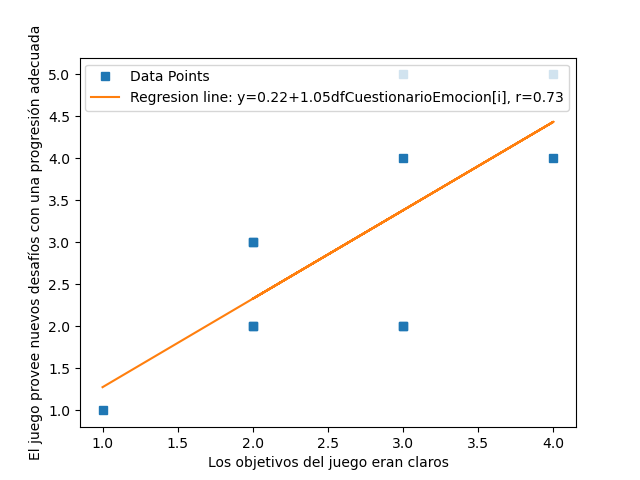 El juego provee nuevos desafíos con una progresión adecuada
5.0
4.5
4.0
3.5
3.0
2.5
2.0
1.5
1.0
Data Points
Regresion line: y=0.22+1.05dfCuestionarioEmocion[i], r=0.73
1.0 1.5 2.0 2.5 3.0 3.5 4.0
Los objetivos del juego eran claros